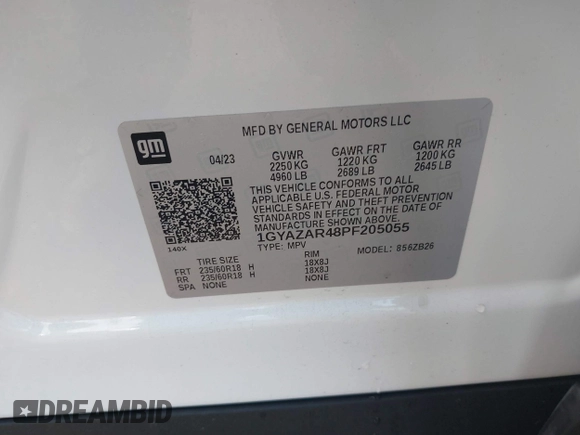 gm
MFD BY GENERAL MOTORS LLC
04/23 GVWR GAWR FRT GAWR RR
2250 KG 1220 KG 1200 KG
4960 LB 2689 LB 2645 LB
THIS VEHICLE CONFORMS TO ALL
APPLICABLE U.S. FEDERAL MOTOR
VEHICLE SAFETY AND THEFT PREVENTION
STANDARDS IN EFFECT ON THE DATE OF
MANUFACTURE SHOWN ABOVE.
1GYAZAR48PF205055
140X TYPE: MPV MODEL: 856ZB26
TIRE SIZE RIM
FRT 235/60R18 H 18X8J
RR 235/60R18 H 18X8J
SPA NONE NONE
DREAMBID